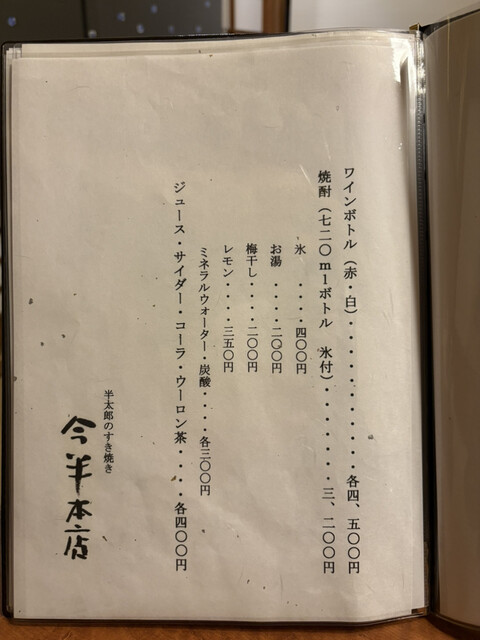 ワインボトル（赤・白）・・・・・・・・・・・・各四、五〇〇円
焼酎（七二〇mlボトル　氷付）・・・・・・・三、二〇〇円
氷　・・・・四〇〇円
お湯　・・・・二〇〇円
梅干し・・・・二〇〇円
レモン・・・・三五〇円
ミネラルウォーター・炭酸・・・・各三〇〇円
ジュース・サイダー・コーラ・ウーロン茶・・・・各四〇〇円
半太郎のすき焼き
今半本店